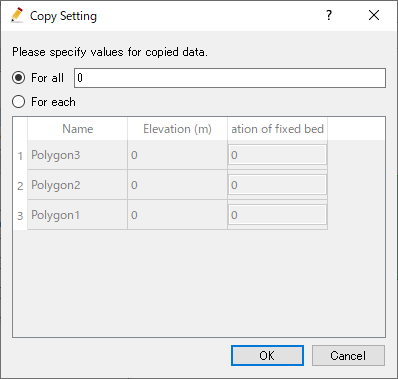 Copy Setting ? ×
Please specify values for copied data.
For all 0
For each
Name Elevation (m) ation of fixed bed
1 Polygon3 0 0
2 Polygon2 0 0
3 Polygon1 0 0
OK Cancel